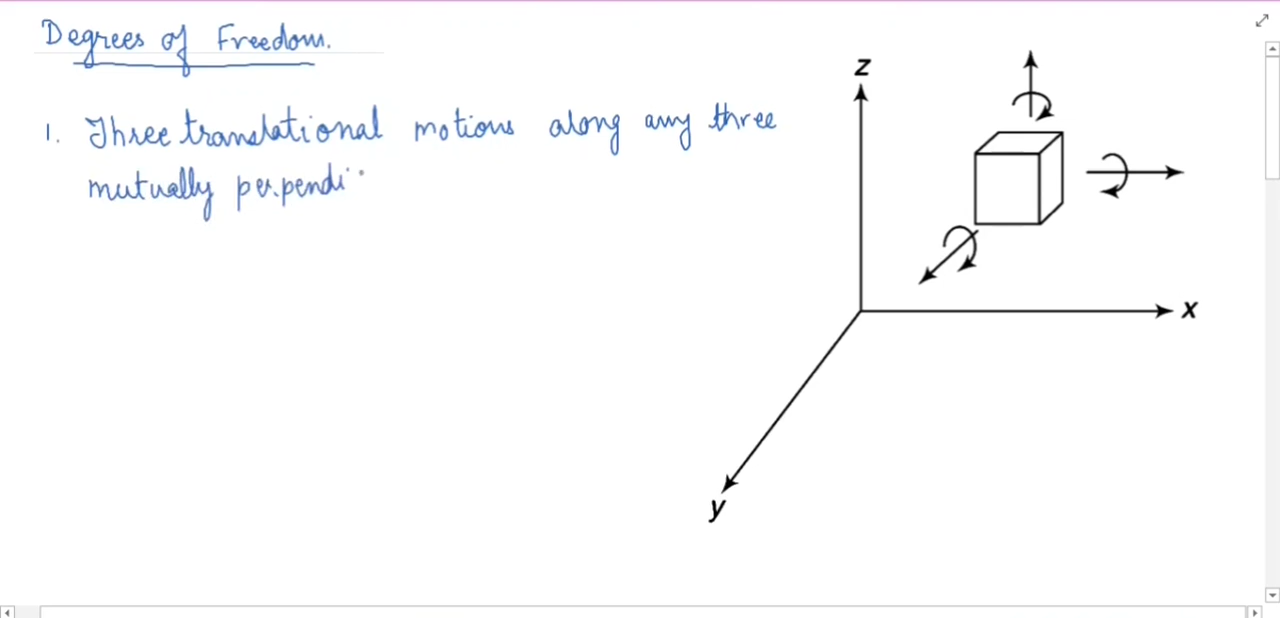 Degrees of Freedom.
1. Three translational motions along any three
mutually perpendi
z
x
y